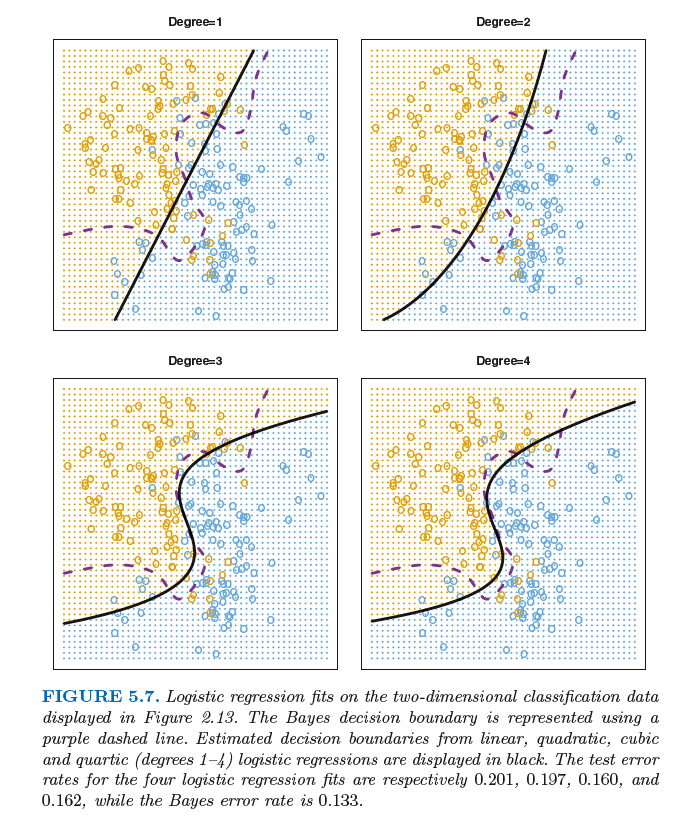 Degree=1
Degree=2
Degree=3
Degree=4
FIGURE 5.7. Logistic regression fits on the two-dimensional classification data
displayed in Figure 2.13. The Bayes decision boundary is represented using a
purple dashed line. Estimated decision boundaries from linear, quadratic, cubic
and quartic (degrees 1–4) logistic regressions are displayed in black. The test error
rates for the four logistic regression fits are respectively 0.201, 0.197, 0.160, and
0.162, while the Bayes error rate is 0.133.